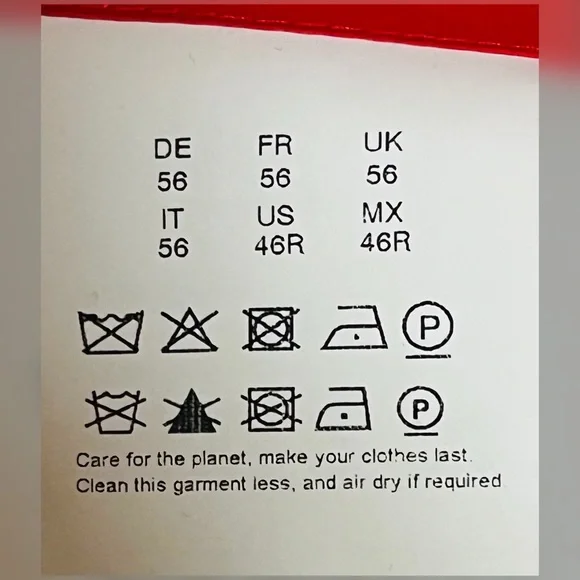 DE FR UK
56 56 56
IT US MX
56 46R 46R
P
P
Care for the planet, make your clothes last.
Clean this garment less, and air dry if required